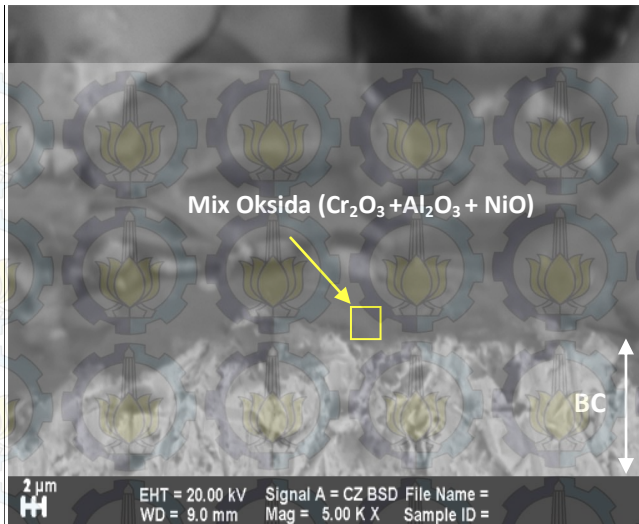 Mix Oksida (Cr₂O₃ +Al₂O₃ + NiO)
BC
2 µm
EHT = 20.00 kV Signal A = CZ BSD File Name =
WD = 9.0 mm Mag = 5.00 K X Sample ID =